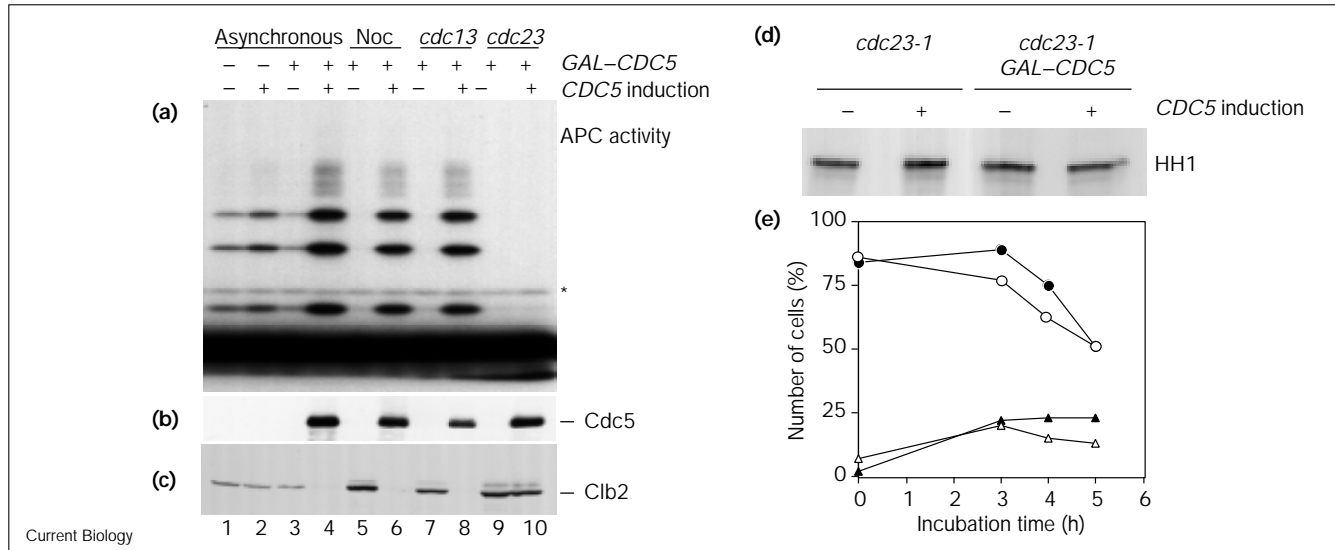 Asynchronous Noc cdc13 cdc23
– – + + + + + + + + GAL–CDC5
– + – + – + – + – + CDC5 induction
(a)
APC activity
*
(b)
– Cdc5
(c)
– Clb2
1 2 3 4 5 6 7 8 9 10
Current Biology
(d)
cdc23-1 cdc23-1
GAL–CDC5
– + – + CDC5 induction
HH1
(e)
100
75
50
25
0
Number of cells (%)
0 1 2 3 4 5 6
Incubation time (h)